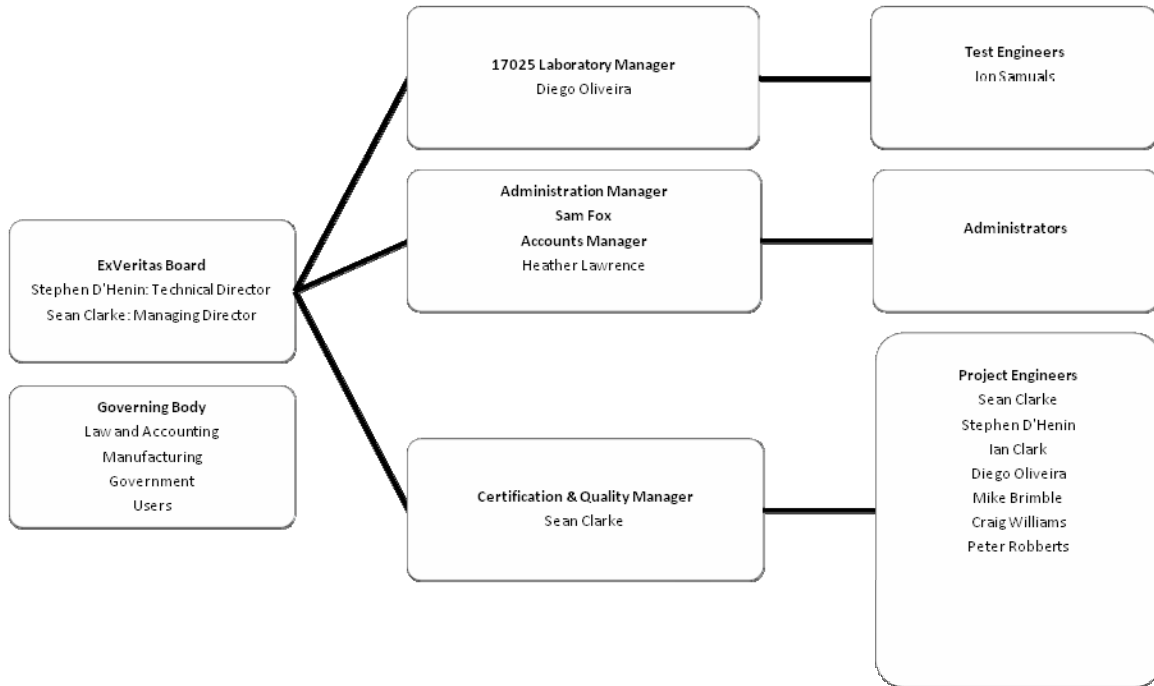 17025 Laboratory Manager
Diego Oliveira
Test Engineers
Jon Samuals
Administration Manager
Sam Fox
Accounts Manager
Heather Lawrence
Administrators
ExVeritas Board
Stephen D'Henin: Technical Director
Sean Clarke: Managing Director
Governing Body
Law and Accounting
Manufacturing
Government
Users
Certification & Quality Manager
Sean Clarke
Project Engineers
Sean Clarke
Stephen D'Henin
Ian Clark
Diego Oliveira
Mike Brimble
Craig Williams
Peter Robberts